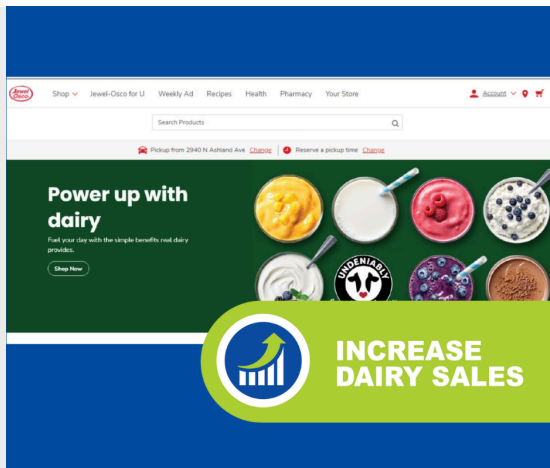 Jewel Osco
Shop Jewel-Osco for U Weekly Ad Recipes Health Pharmacy Your Store Account
Search Products
Pickup from 2940 N Ashland Ave Change Reserve a pickup time Change
Power up with
dairy
Fuel your day with the simple benefits real dairy
provides.
Shop Now
UNDENIABLY
INCREASE
DAIRY SALES